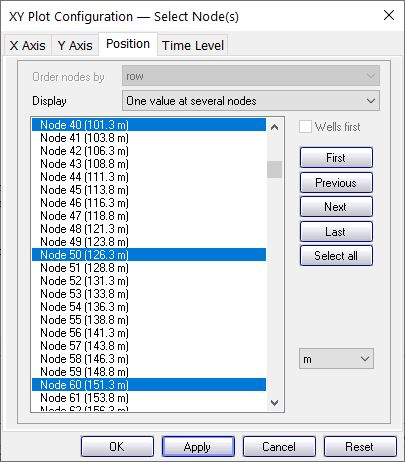 XY Plot Configuration — Select Node(s)
X Axis Y Axis Position Time Level
Order nodes by row
Display One value at several nodes
Wells first
Node 40 (101.3 m)
Node 41 (103.8 m)
Node 42 (106.3 m)
Node 43 (108.8 m)
Node 44 (111.3 m)
Node 45 (113.8 m)
Node 46 (116.3 m)
Node 47 (118.8 m)
Node 48 (121.3 m)
Node 49 (123.8 m)
Node 50 (126.3 m)
Node 51 (128.8 m)
Node 52 (131.3 m)
Node 53 (133.8 m)
Node 54 (136.3 m)
Node 55 (138.8 m)
Node 56 (141.3 m)
Node 57 (143.8 m)
Node 58 (146.3 m)
Node 59 (148.8 m)
Node 60 (151.3 m)
Node 61 (153.8 m)
Node 62 (156.3 m)
First
Previous
Next
Last
Select all
m
OK Apply Cancel Reset